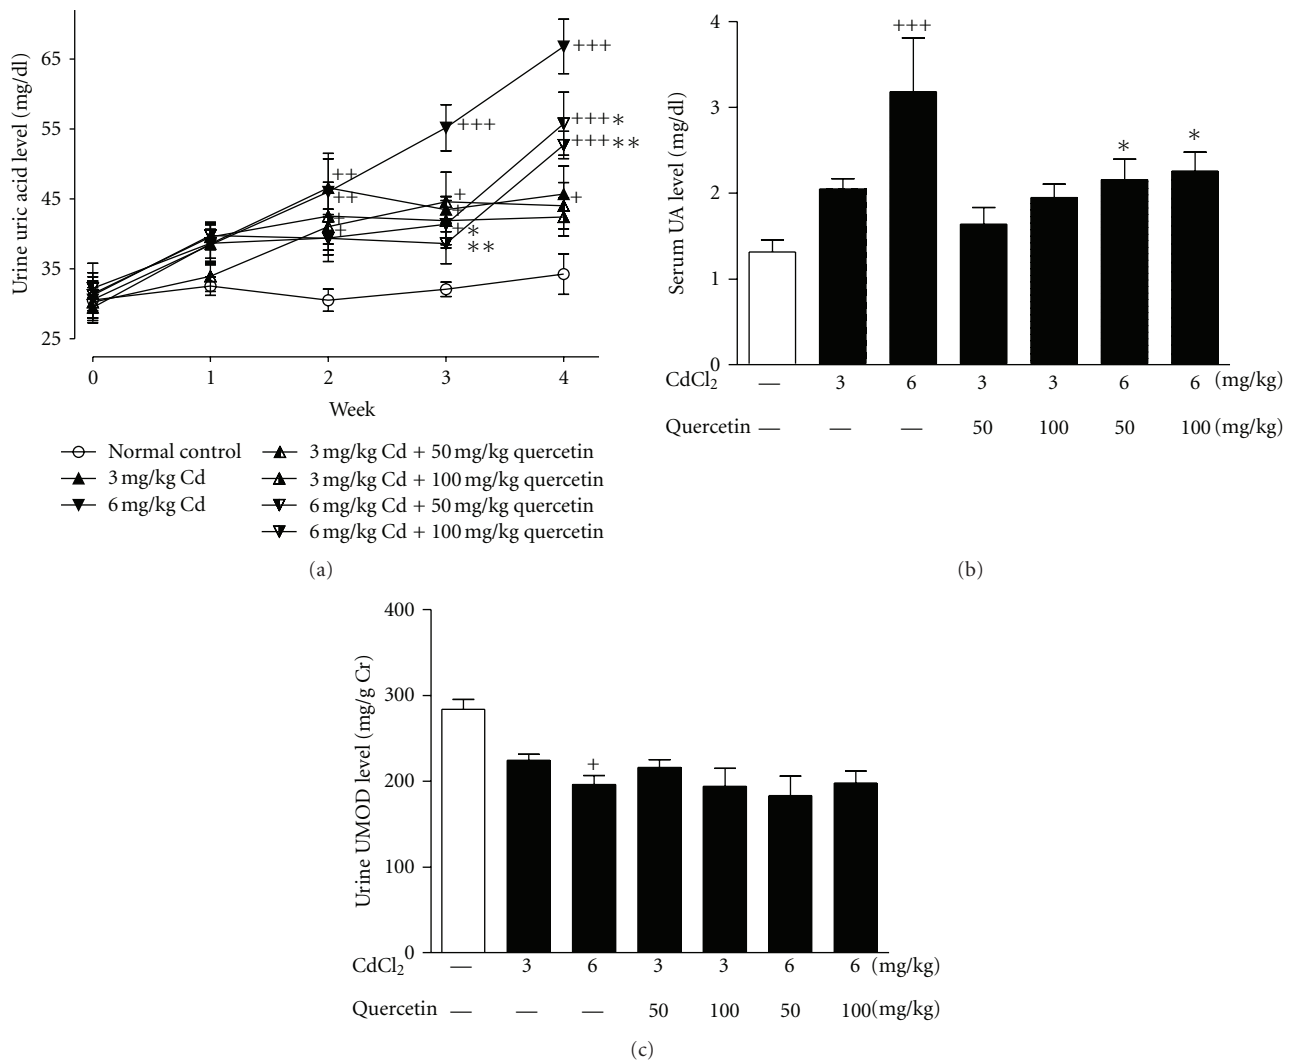 Urine uric acid level (mg/dl)
65
55
45
35
25
+++
+++
+++*
+++**
++
++
+
+
+
+
+*
**
+
0 1 2 3 4
Week
Normal control
3 mg/kg Cd
6 mg/kg Cd
3 mg/kg Cd + 50 mg/kg quercetin
3 mg/kg Cd + 100 mg/kg quercetin
6 mg/kg Cd + 50 mg/kg quercetin
6 mg/kg Cd + 100 mg/kg quercetin
(a)
Serum UA level (mg/dl)
4
3
2
1
0
+++
*
*
CdCl2 — 3 6 3 3 6 6 (mg/kg)
Quercetin — — — 50 100 50 100 (mg/kg)
(b)
Urine UMOD level (mg/g Cr)
400
300
200
100
0
+
CdCl2 — 3 6 3 3 6 6 (mg/kg)
Quercetin — — — 50 100 50 100 (mg/kg)
(c)